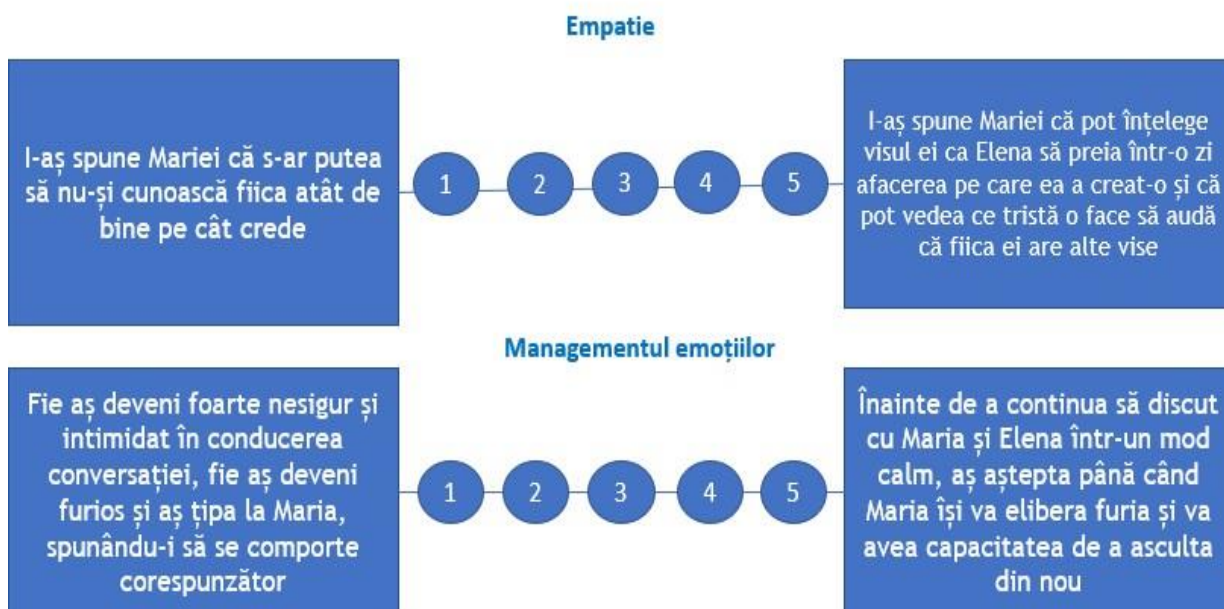 Empatie
I-aș spune Mariei că s-ar putea
să nu-și cunoască fiica atât de
bine pe cât crede
1 2 3 4 5
I-aș spune Mariei că pot înțelege
visul ei ca Elena să preia într-o zi
afacerea pe care ea a creat-o și că
pot vedea ce tristă o face să audă
că fiica ei are alte vise
Managementul emoțiilor
Fie aș deveni foarte nesigur și
intimidat în conducerea
conversației, fie aș deveni
furios și aș țipa la Maria,
spunându-i să se comporte
corespunzător
1 2 3 4 5
Înainte de a continua să discut
cu Maria și Elena într-un mod
calm, aș aștepta până când
Maria își va elibera furia și va
avea capacitatea de a asculta
din nou